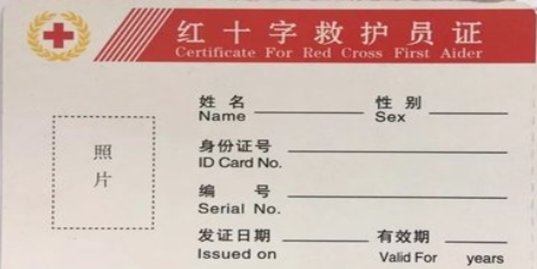 红十字救护员证
Certificate For Red Cross First Aider
姓 名 性 别
Name Sex
身份证号
ID Card No.
照
片
编 号
Serial No.
发证日期 有效期
Issued on Valid For years